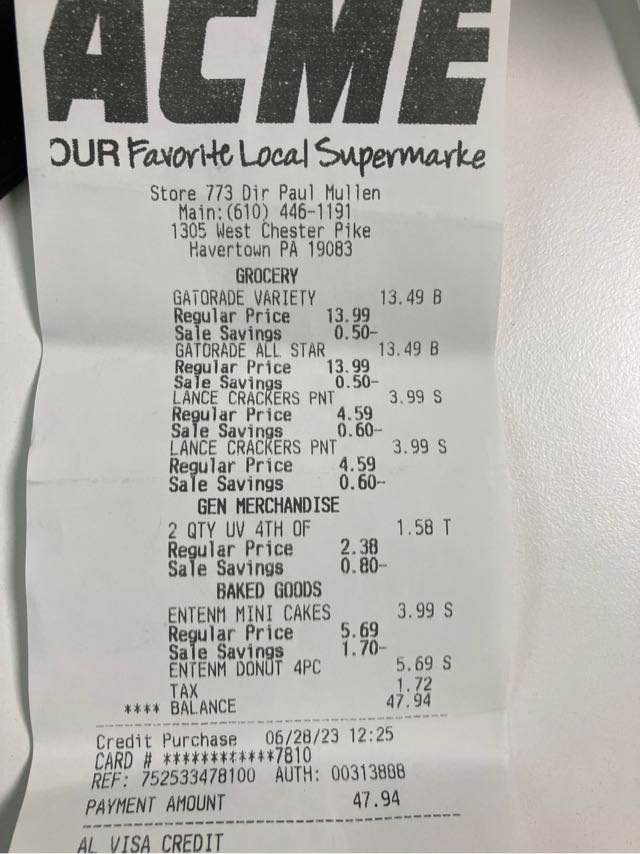 ACME
OUR Favorite Local Supermarke
Store 773 Dir Paul Mullen
Main:(610) 446-1191
1305 West Chester Pike
Havertown PA 19083
GROCERY
GATORADE VARIETY 13.49 B
Regular Price 13.99
Sale Savings 0.50-
GATORADE ALL STAR 13.49 B
Regular Price 13.99
Sale Savings 0.50-
LANCE CRACKERS PNT 3.99 S
Regular Price 4.59
Sale Savings 0.60-
LANCE CRACKERS PNT 3.99 S
Regular Price 4.59
Sale Savings 0.60-
GEN MERCHANDISE
2 QTY UV 4TH OF 1.58 T
Regular Price 2.38
Sale Savings 0.80-
BAKED GOODS
ENTENM MINI CAKES 3.99 S
Regular Price 5.69
Sale Savings 1.70-
ENTENM DONUT 4PC 5.69 S
TAX 1.72
**** BALANCE 47.94
Credit Purchase 06/28/23 12:25
CARD # ************7810
REF: 752533478100 AUTH: 00313888
PAYMENT AMOUNT 47.94
AL VISA CREDIT